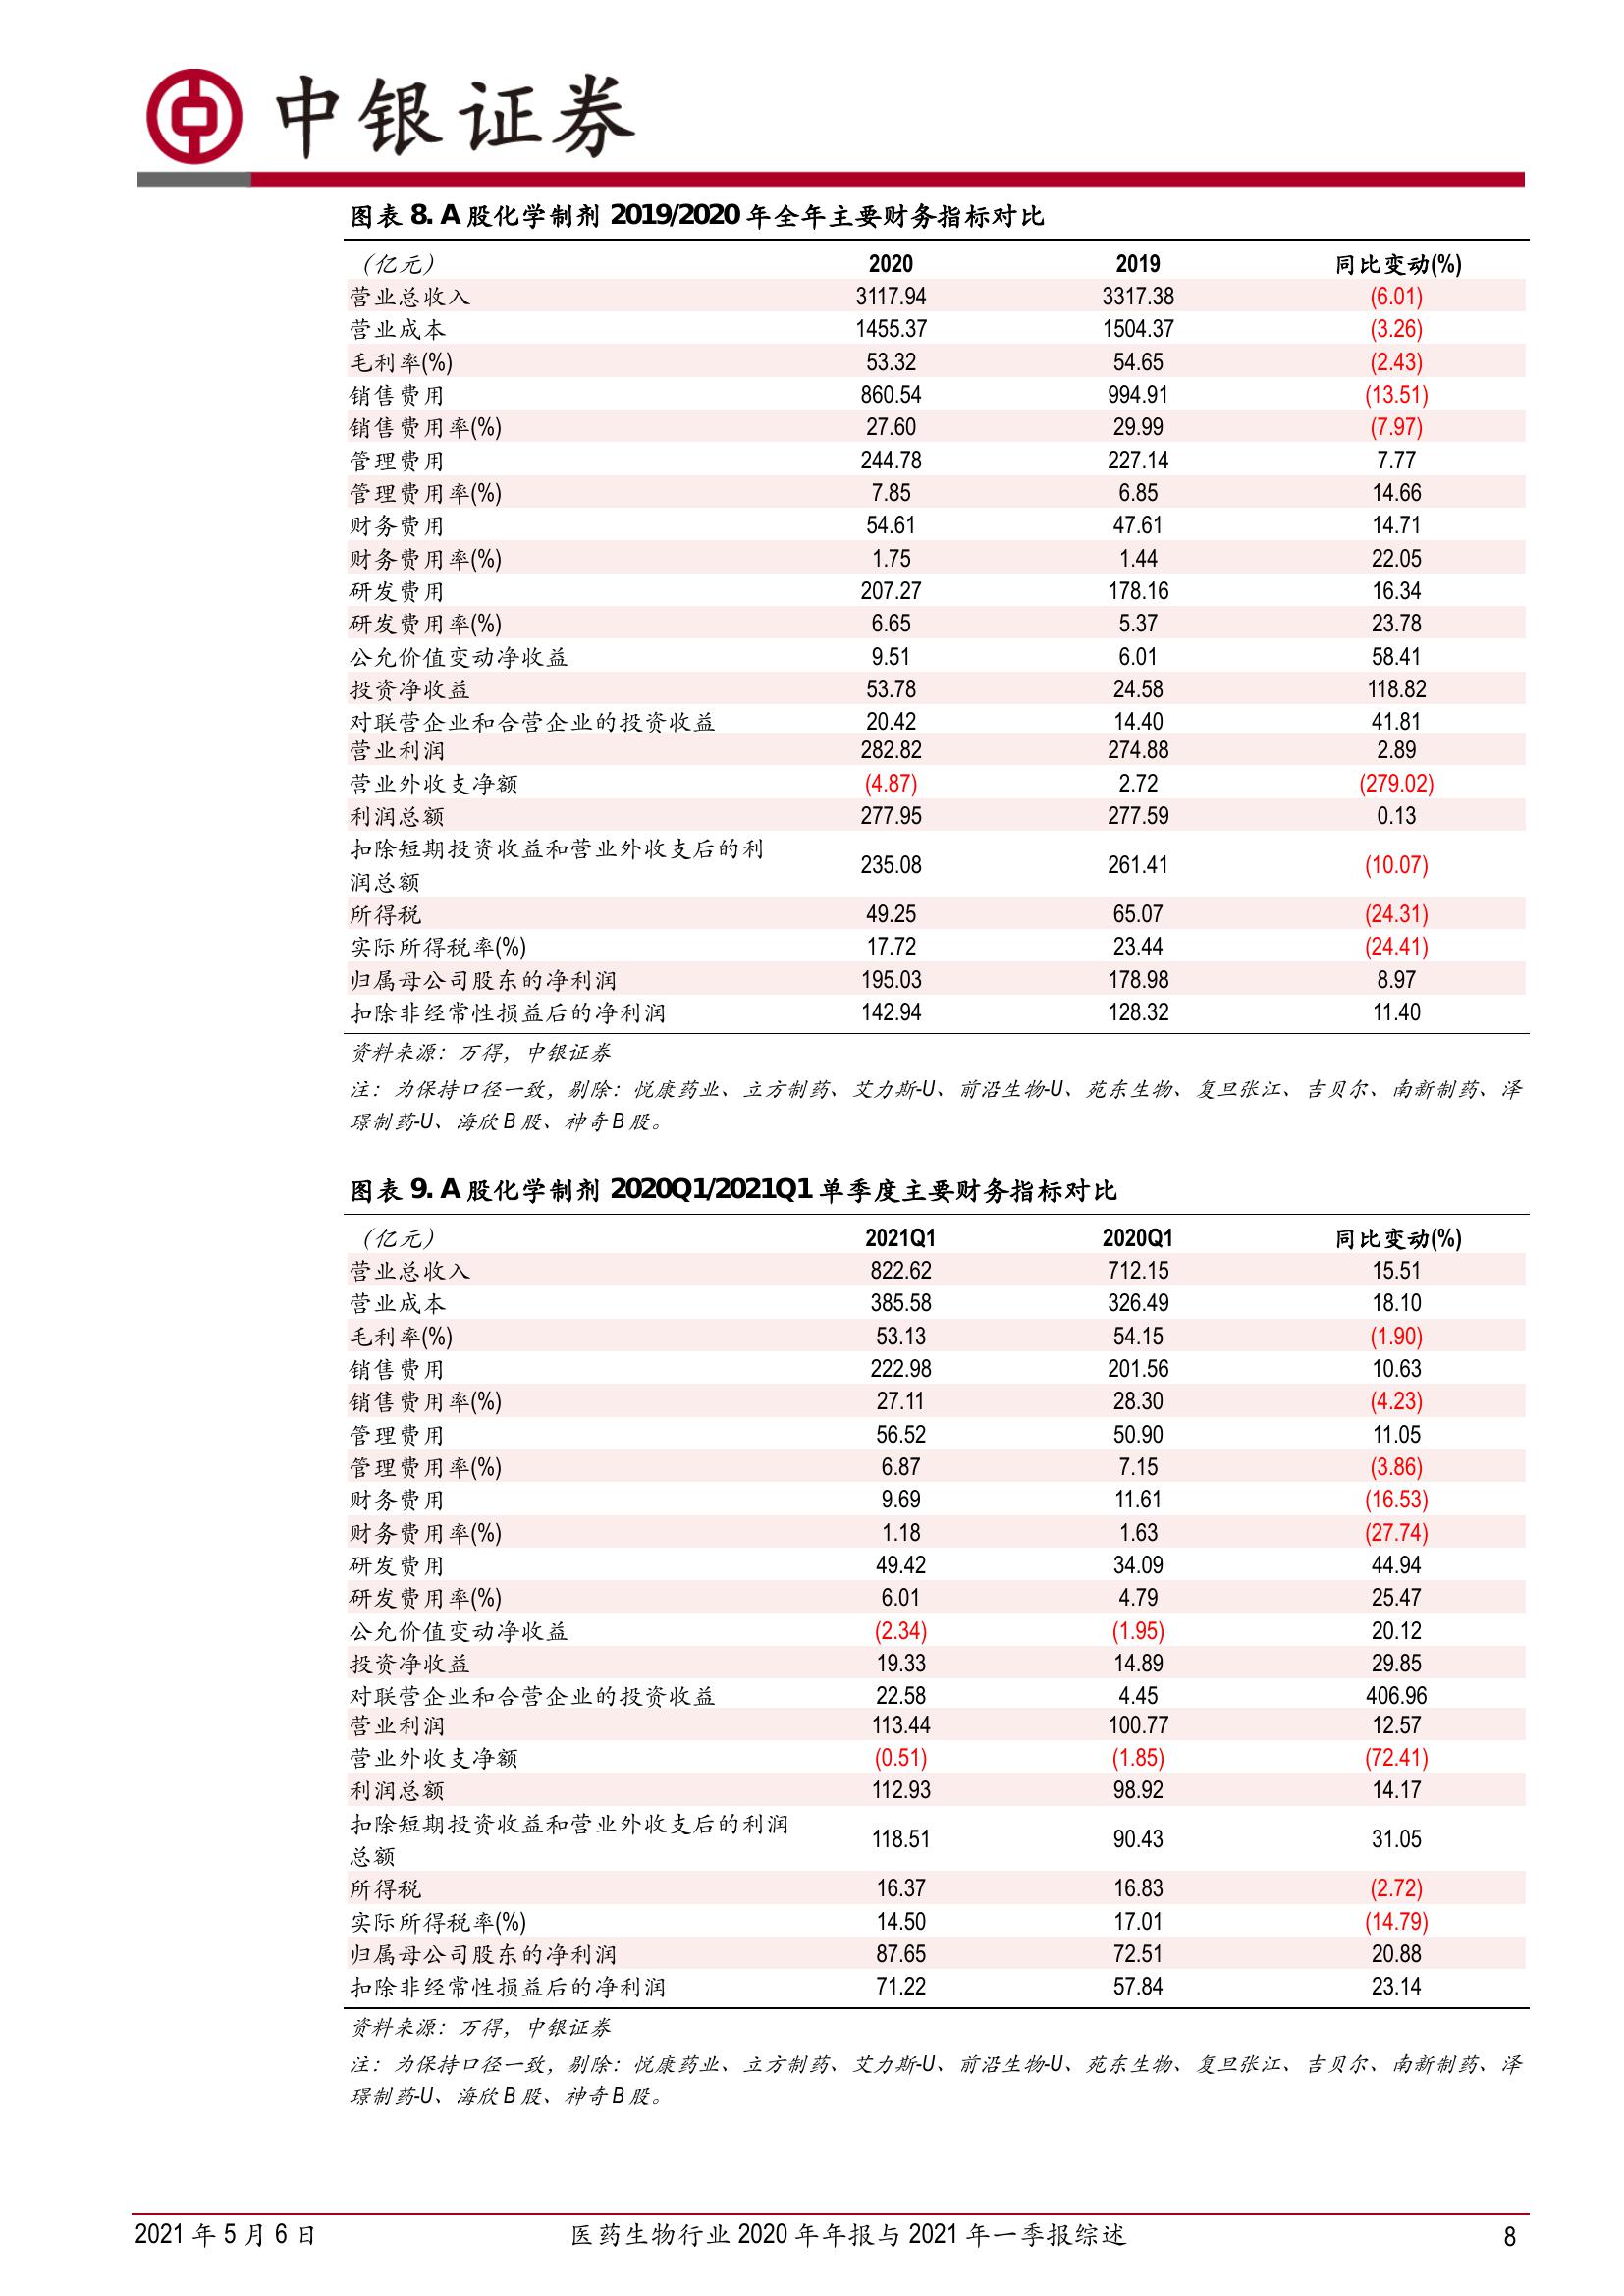 中银证券
图表 8. A 股化学制剂 2019/2020 年全年主要财务指标对比
（亿元） 2020 2019 同比变动(%)
营业总收入 3117.94 3317.38 (6.01)
营业成本 1455.37 1504.37 (3.26)
毛利率(%) 53.32 54.65 (2.43)
销售费用 860.54 994.91 (13.51)
销售费用率(%) 27.60 29.99 (7.97)
管理费用 244.78 227.14 7.77
管理费用率(%) 7.85 6.85 14.66
财务费用 54.61 47.61 14.71
财务费用率(%) 1.75 1.44 22.05
研发费用 207.27 178.16 16.34
研发费用率(%) 6.65 5.37 23.78
公允价值变动净收益 9.51 6.01 58.41
投资净收益 53.78 24.58 118.82
对联营企业和合营企业的投资收益 20.42 14.40 41.81
营业利润 282.82 274.88 2.89
营业外收支净额 (4.87) 2.72 (279.02)
利润总额 277.95 277.59 0.13
扣除短期投资收益和营业外收支后的利
润总额 235.08 261.41 (10.07)
所得税 49.25 65.07 (24.31)
实际所得税率(%) 17.72 23.44 (24.41)
归属母公司股东的净利润 195.03 178.98 8.97
扣除非经常性损益后的净利润 142.94 128.32 11.40
资料来源：万得，中银证券
注：为保持口径一致，剔除：悦康药业、立方制药、艾力斯-U、前沿生物-U、苑东生物、复旦张江、吉贝尔、南新制药、泽
璟制药-U、海欣 B 股、神奇 B 股。
图表 9. A 股化学制剂 2020Q1/2021Q1 单季度主要财务指标对比
（亿元） 2021Q1 2020Q1 同比变动(%)
营业总收入 822.62 712.15 15.51
营业成本 385.58 326.49 18.10
毛利率(%) 53.13 54.15 (1.90)
销售费用 222.98 201.56 10.63
销售费用率(%) 27.11 28.30 (4.23)
管理费用 56.52 50.90 11.05
管理费用率(%) 6.87 7.15 (3.86)
财务费用 9.69 11.61 (16.53)
财务费用率(%) 1.18 1.63 (27.74)
研发费用 49.42 34.09 44.94
研发费用率(%) 6.01 4.79 25.47
公允价值变动净收益 (2.34) (1.95) 20.12
投资净收益 19.33 14.89 29.85
对联营企业和合营企业的投资收益 22.58 4.45 406.96
营业利润 113.44 100.77 12.57
营业外收支净额 (0.51) (1.85) (72.41)
利润总额 112.93 98.92 14.17
扣除短期投资收益和营业外收支后的利润
总额 118.51 90.43 31.05
所得税 16.37 16.83 (2.72)
实际所得税率(%) 14.50 17.01 (14.79)
归属母公司股东的净利润 87.65 72.51 20.88
扣除非经常性损益后的净利润 71.22 57.84 23.14
资料来源：万得，中银证券
注：为保持口径一致，剔除：悦康药业、立方制药、艾力斯-U、前沿生物-U、苑东生物、复旦张江、吉贝尔、南新制药、泽
璟制药-U、海欣 B 股、神奇 B 股。
2021 年 5 月 6 日 医药生物行业 2020 年年报与 2021 年一季报综述 8